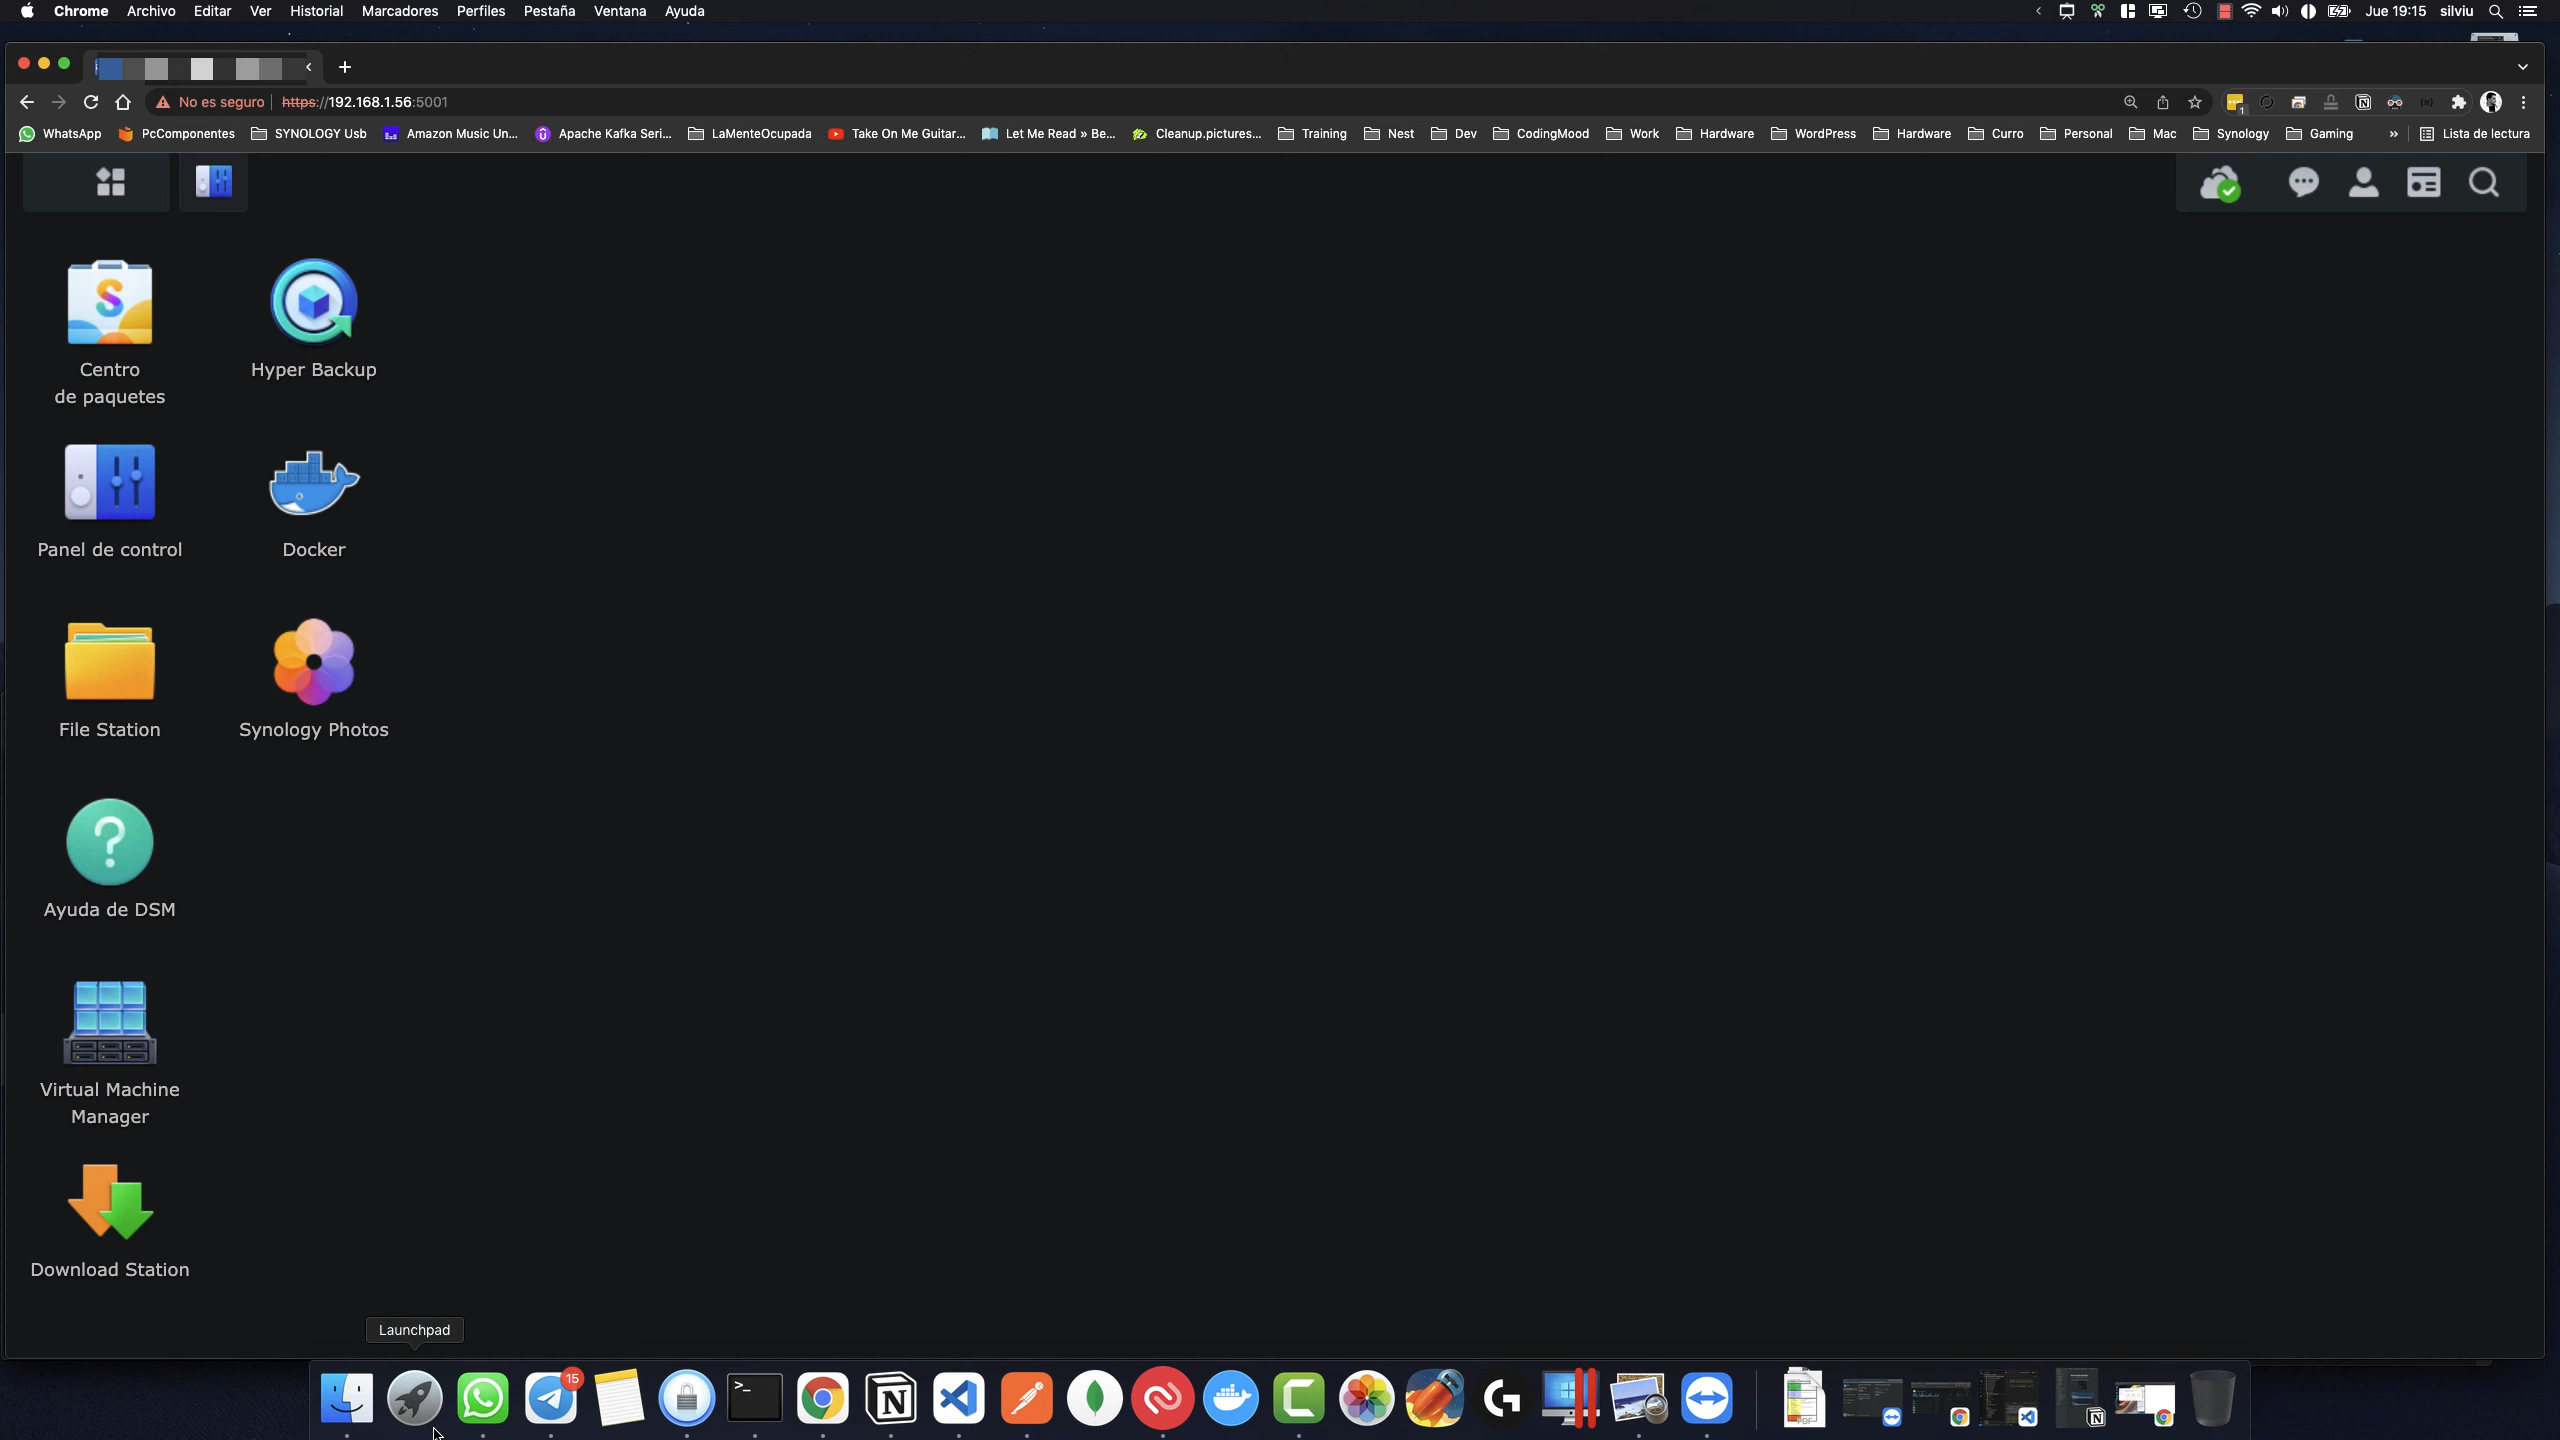 Chrome Archivo Editar Ver Historial Marcadores Perfiles Pestaña Ventana Ayuda Jue 19:15 silviu
No es seguro https://192.168.1.56:5001 1
WhatsApp PcComponentes SYNOLOGY Usb Amazon Music Un... Apache Kafka Seri... LaMenteOcupada Take On Me Guitar... Let Me Read » Be... Cleanup.pictures... Training Nest Dev CodingMood Work Hardware WordPress Hardware Curro Personal Mac Synology Gaming » Lista de lectura
Centro
de paquetes
Hyper Backup
Panel de control
Docker
File Station
Synology Photos
Ayuda de DSM
Virtual Machine
Manager
Download Station
Launchpad
15
PDF